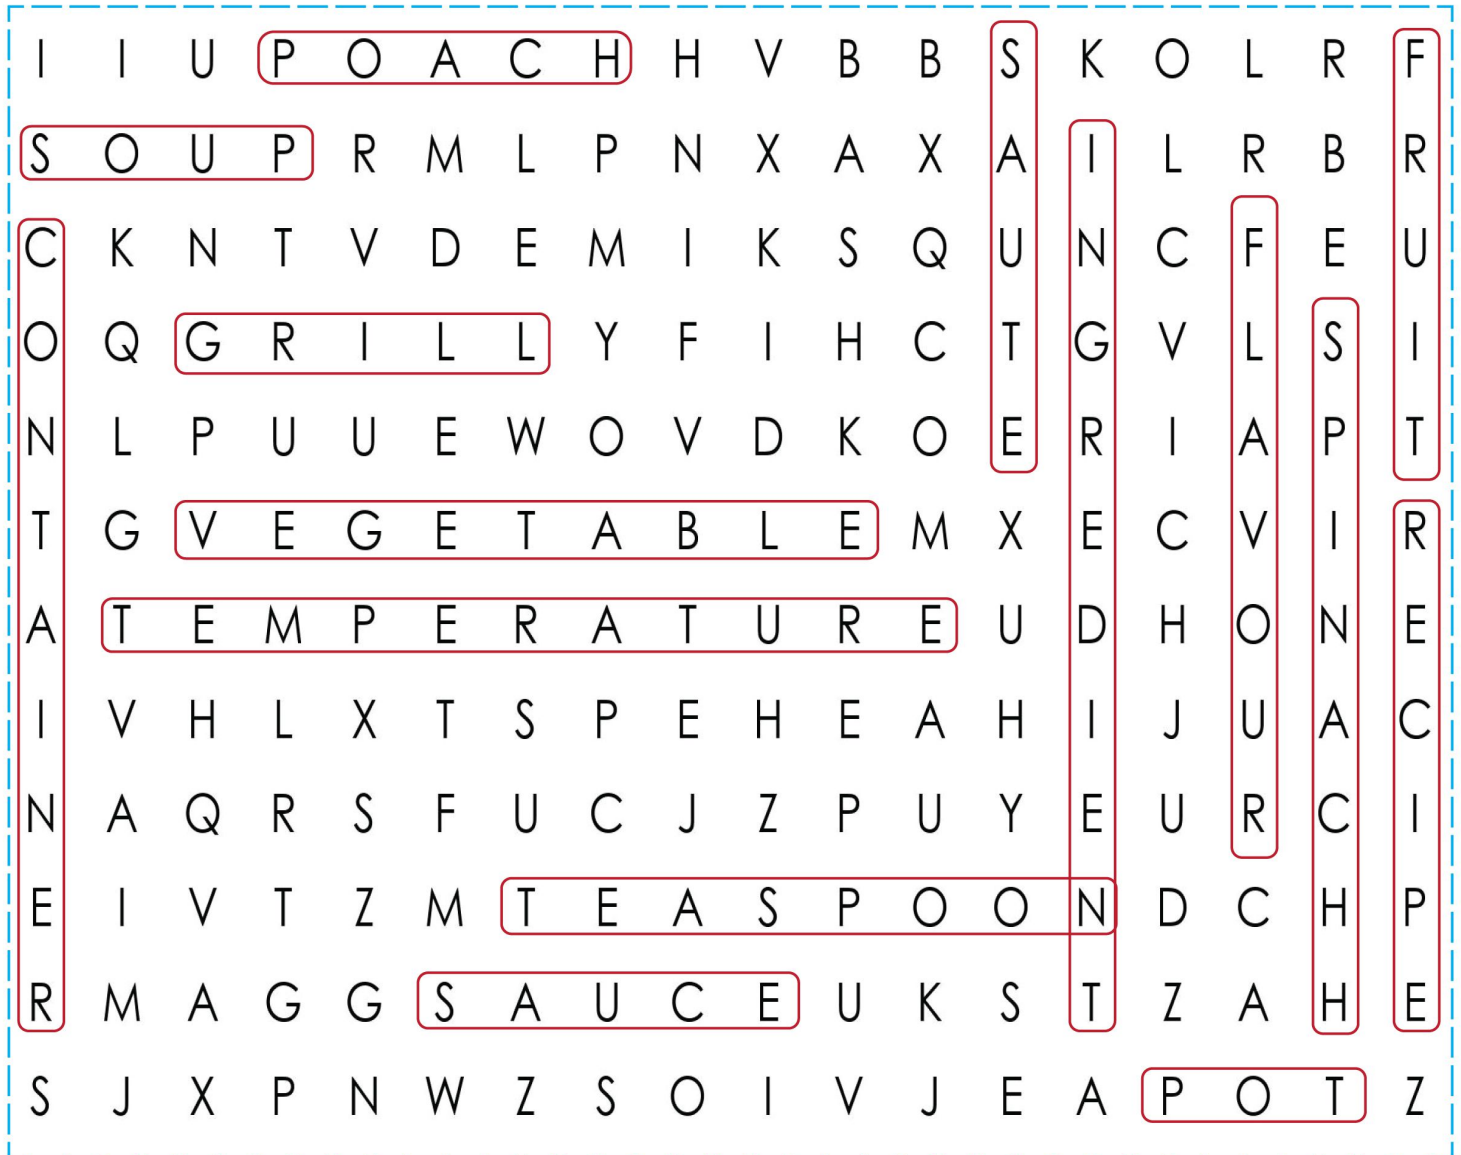 I I U P O A C H H V B B S K O L R F
S O U P R M L P N X A X A I L R B R
C K N T V D E M I K S Q U N C F E U
O Q G R I L L Y F I H C T G V L S I
N L P U U E W O V D K O E R I A P T
T G V E G E T A B L E M X E C V I R
A T E M P E R A T U R E U D H O N E
I V H L X T S P E H E A H I J U A C
N A Q R S F U C J Z P U Y E U R C I
E I V T Z M T E A S P O O N D C H P
R M A G G S A U C E U K S T Z A H E
S J X P N W Z S O I V J E A P O T Z